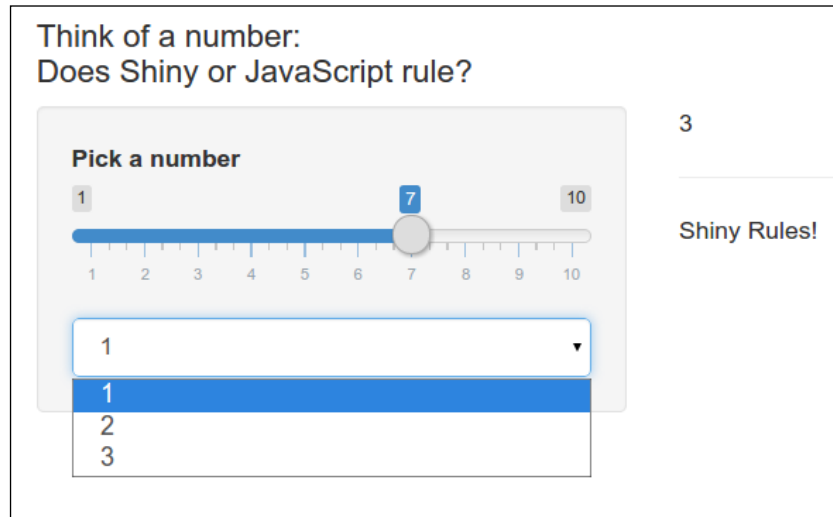 Think of a number:
Does Shiny or JavaScript rule?
Pick a number
1 7 10
1 2 3 4 5 6 7 8 9 10
1
1
2
3
3
Shiny Rules!